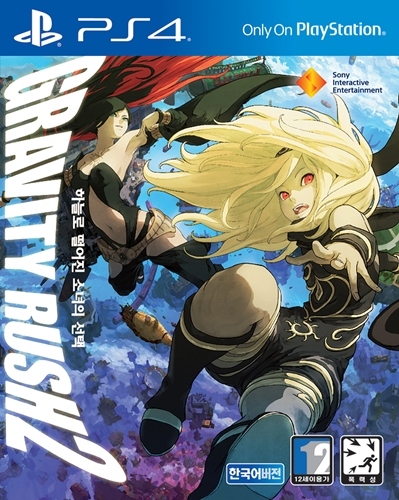 PS4
Only On PlayStation®
Sony
Interactive
Entertainment
GRAVITY RUSH 2
하늘로 떨어진 소녀의 선택
한국어버전
12
12세이용가
폭력성